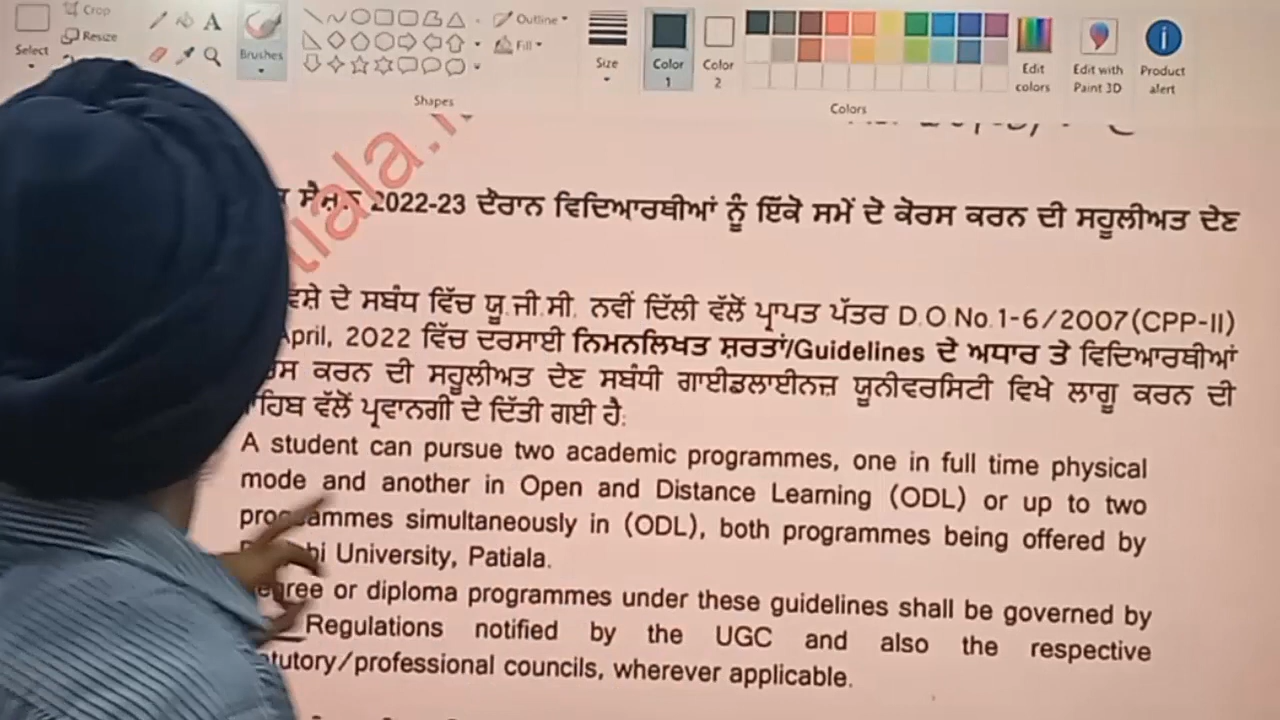 Crop
Resize
Select
Brushes
Shapes
Outline
Fill
Size
Color 1
Color 2
Edit colors
Edit with Paint 3D
Product alert
Colors
ਸੈਸ਼ਨ 2022-23 ਦੌਰਾਨ ਵਿਦਿਆਰਥੀਆਂ ਨੂੰ ਇੱਕੋ ਸਮੇਂ ਦੋ ਕੋਰਸ ਕਰਨ ਦੀ ਸਹੂਲੀਅਤ ਦੇਣ
ਦੇ ਸਬੰਧ ਵਿੱਚ ਯੂ.ਜੀ.ਸੀ. ਨਵੀਂ ਦਿੱਲੀ ਵੱਲੋਂ ਪ੍ਰਾਪਤ ਪੱਤਰ D.O.No.1-6/2007(CPP-II)
April, 2022 ਵਿੱਚ ਦਰਸਾਈ ਨਿਮਨਲਿਖਤ ਸ਼ਰਤਾਂ/Guidelines ਦੇ ਅਧਾਰ ਤੇ ਵਿਦਿਆਰਥੀਆਂ
ਕਰਨ ਦੀ ਸਹੂਲੀਅਤ ਦੇਣ ਸਬੰਧੀ ਗਾਈਡਲਾਈਨਜ਼ ਯੂਨੀਵਰਸਿਟੀ ਵਿਖੇ ਲਾਗੂ ਕਰਨ ਦੀ
ਵੱਲੋਂ ਪ੍ਰਵਾਨਗੀ ਦੇ ਦਿੱਤੀ ਗਈ ਹੈ:
A student can pursue two academic programmes, one in full time physical
mode and another in Open and Distance Learning (ODL) or up to two
programmes simultaneously in (ODL), both programmes being offered by
University, Patiala.
degree or diploma programmes under these guidelines shall be governed by
Regulations notified by the UGC and also the respective
statutory/professional councils, wherever applicable.